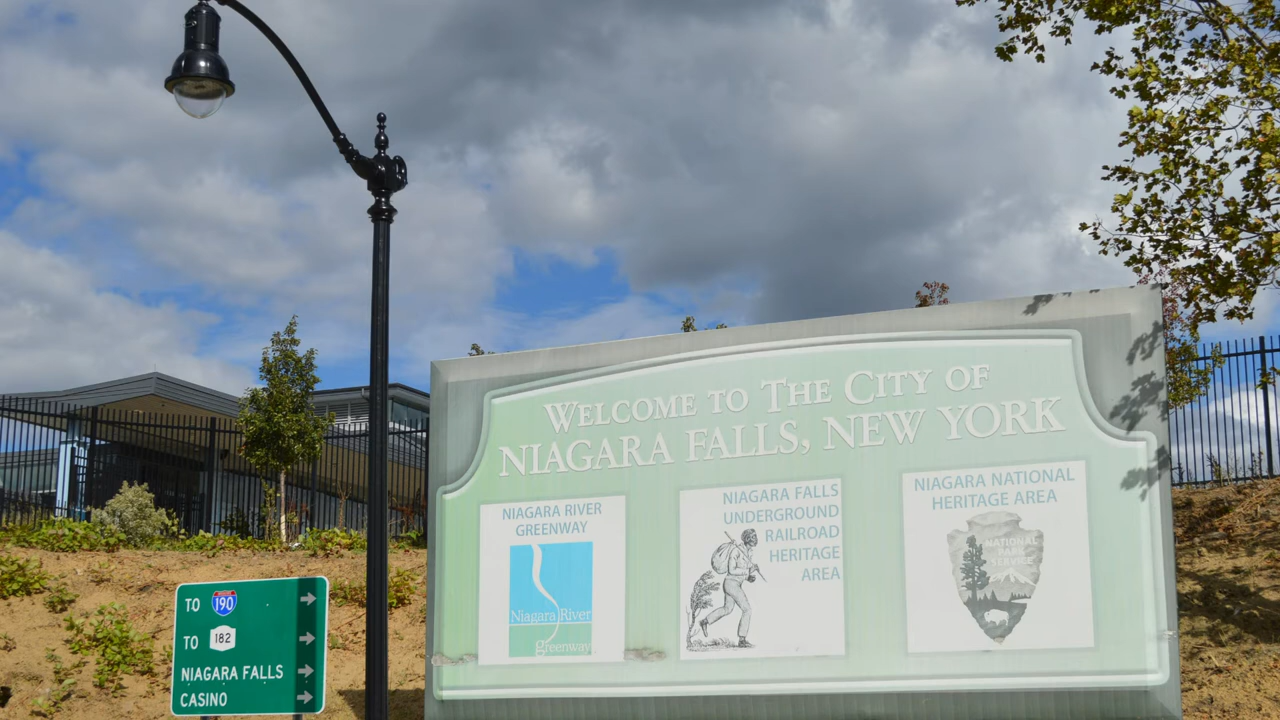 WELCOME TO THE CITY OF
NIAGARA FALLS, NEW YORK
NIAGARA RIVER
GREENWAY
Niagara River
greenway
NIAGARA FALLS
UNDERGROUND
RAILROAD
HERITAGE
AREA
NIAGARA NATIONAL
HERITAGE AREA
NATIONAL
PARK
SERVICE
TO 190
TO 182
NIAGARA FALLS
CASINO